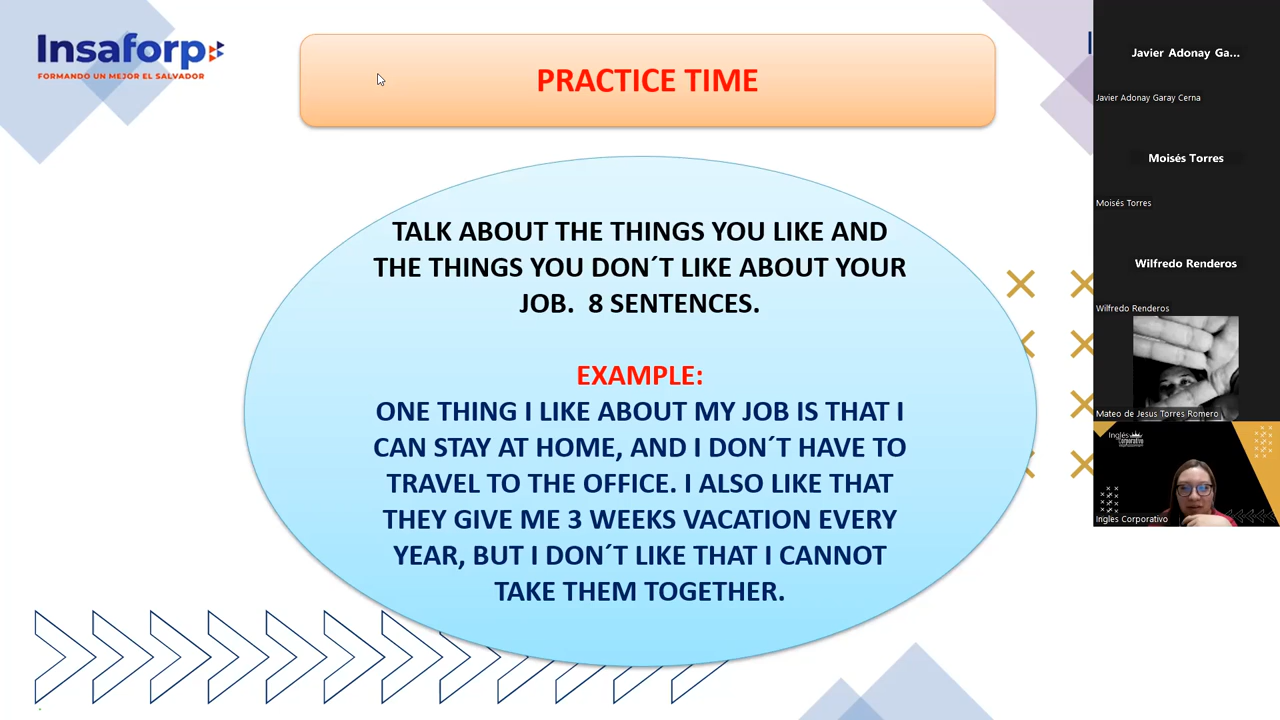 Insaforp
FORMANDO UN MEJOR EL SALVADOR
PRACTICE TIME
TALK ABOUT THE THINGS YOU LIKE AND
THE THINGS YOU DON´T LIKE ABOUT YOUR
JOB.  8 SENTENCES.
EXAMPLE:
ONE THING I LIKE ABOUT MY JOB IS THAT I
CAN STAY AT HOME, AND I DON´T HAVE TO
TRAVEL TO THE OFFICE. I ALSO LIKE THAT
THEY GIVE ME 3 WEEKS VACATION EVERY
YEAR, BUT I DON´T LIKE THAT I CANNOT
TAKE THEM TOGETHER.
Javier Adonay Ga...
Javier Adonay Garay Cerna
Moisés Torres
Moisés Torres
Wilfredo Renderos
Wilfredo Renderos
Mateo de Jesus Torres Romero
Inglés
Corporativo
Ingles Corporativo